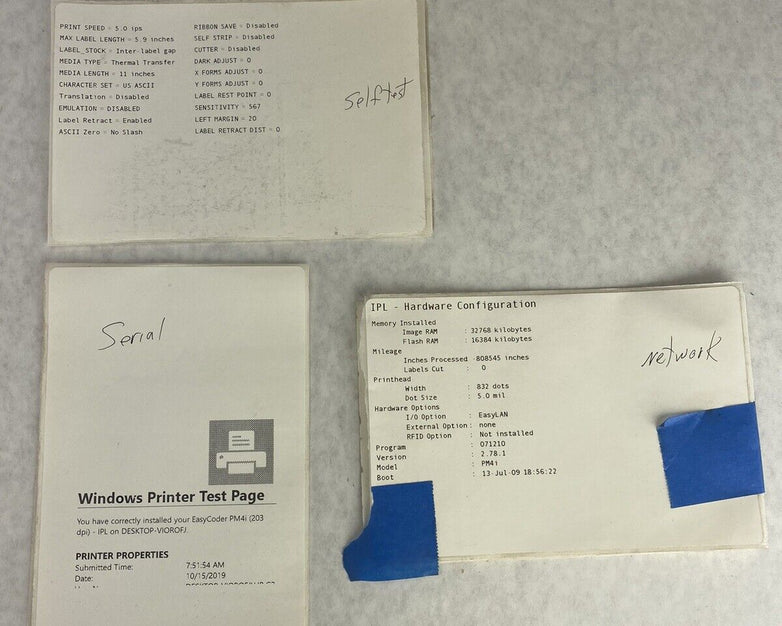 PRINT SPEED = 5.0 ips
MAX LABEL LENGTH = 5.9 inches
LABEL_STOCK = Inter-label gap
MEDIA TYPE = Thermal Transfer
MEDIA LENGTH = 11 inches
CHARACTER SET = US ASCII
Translation = Disabled
EMULATION = DISABLED
Label Retract = Enabled
ASCII Zero = No Slash
RIBBON SAVE = Disabled
SELF STRIP = Disabled
CUTTER = Disabled
DARK ADJUST = 0
X FORMS ADJUST = 0
Y FORMS ADJUST = 0
LABEL REST POINT = 0
SENSITIVITY = 567
LEFT MARGIN = 20
LABEL RETRACT DIST = 0
Selftest
Serial
Windows Printer Test Page
You have correctly installed your EasyCoder PM4i (203
dpi) - IPL on DESKTOP-VIOROFJ.
PRINTER PROPERTIES
Submitted Time: 7:51:54 AM
Date: 10/15/2019
IPL - Hardware Configuration
Memory Installed
Image RAM : 32768 kilobytes
Flash RAM : 16384 kilobytes
Mileage
Inches Processed :808545 inches
Labels Cut : 0
Printhead
Width : 832 dots
Dot Size : 5.0 mil
Hardware Options
I/O Option : EasyLAN
External Option : none
RFID Option : Not installed
Program : 071210
Version : 2.78.1
Model : PM4i
Boot : 13-Jul-09 18:56:22
Network